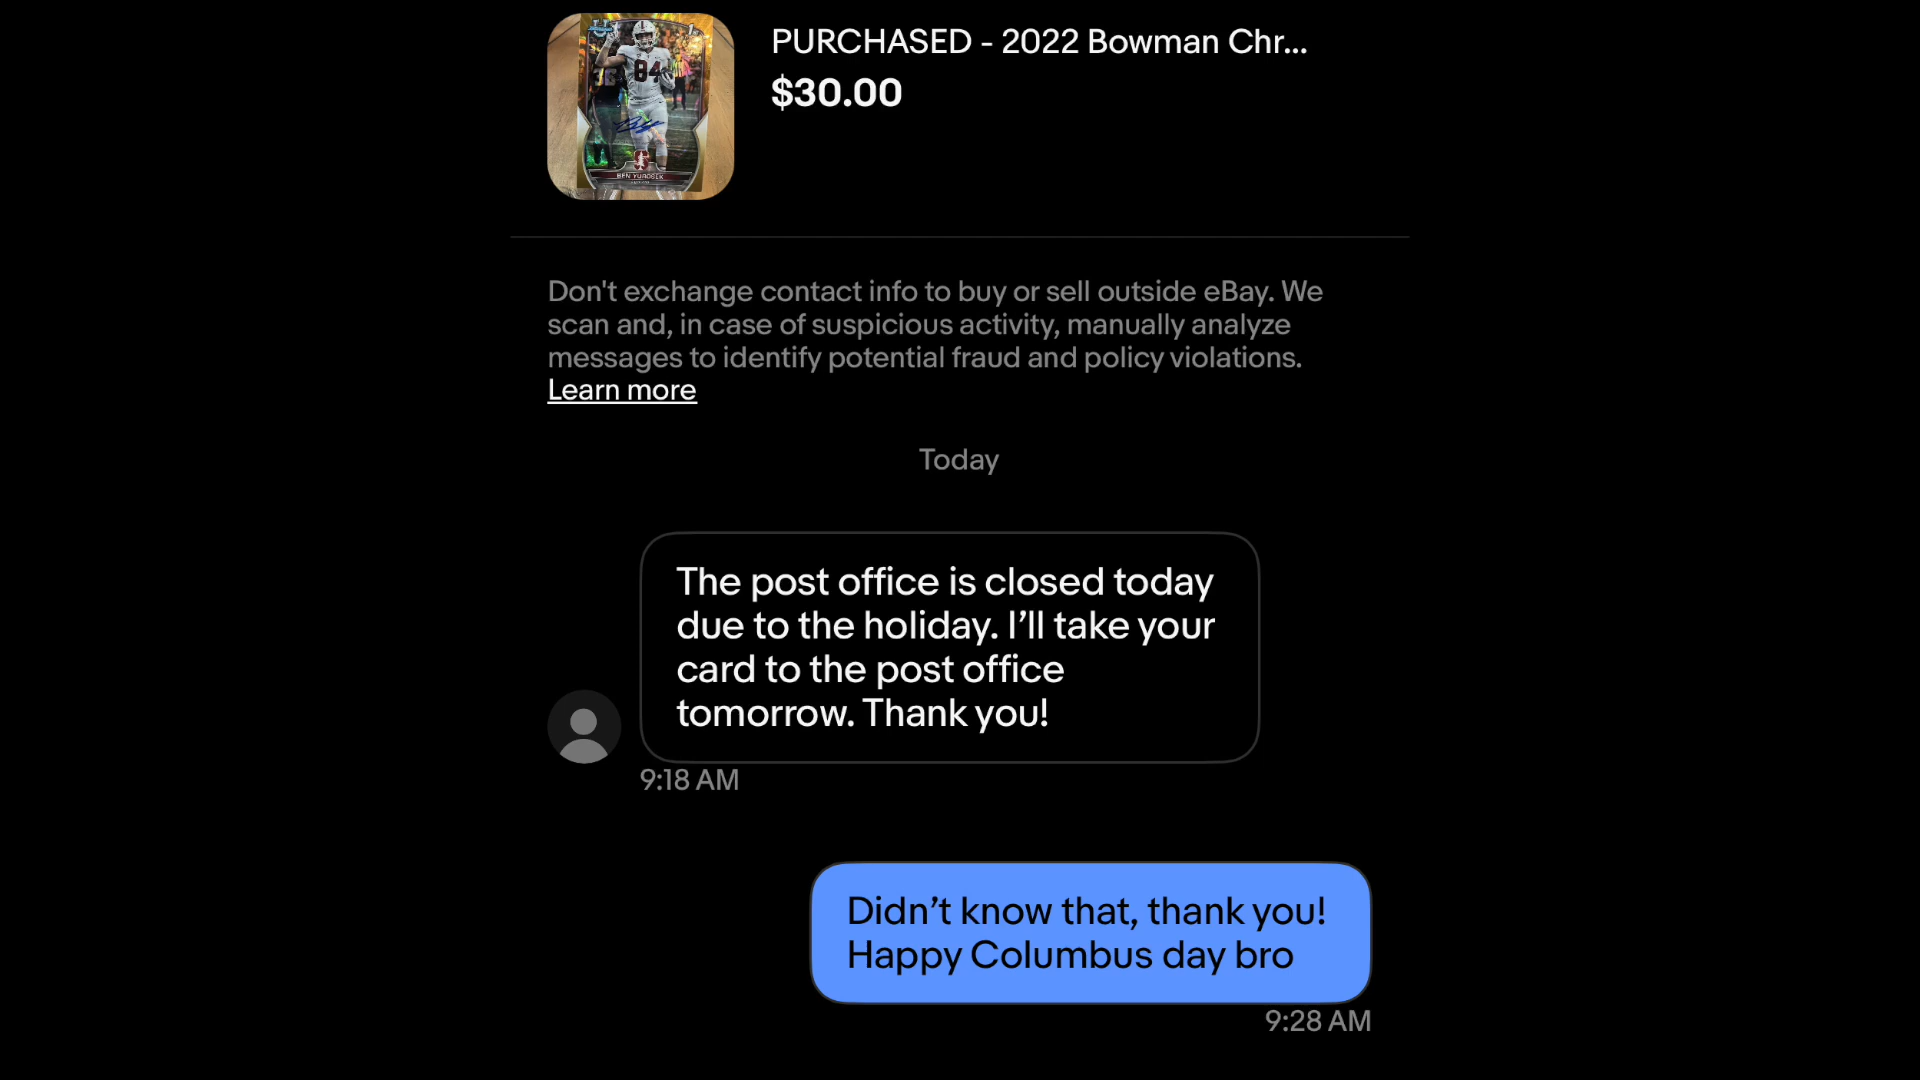 84
BEN YUROSEK
PURCHASED - 2022 Bowman Chr...
$30.00
Don't exchange contact info to buy or sell outside eBay. We
scan and, in case of suspicious activity, manually analyze
messages to identify potential fraud and policy violations.
Learn more
Today
The post office is closed today
due to the holiday. I’ll take your
card to the post office
tomorrow. Thank you!
9:18 AM
Didn’t know that, thank you!
Happy Columbus day bro
9:28 AM